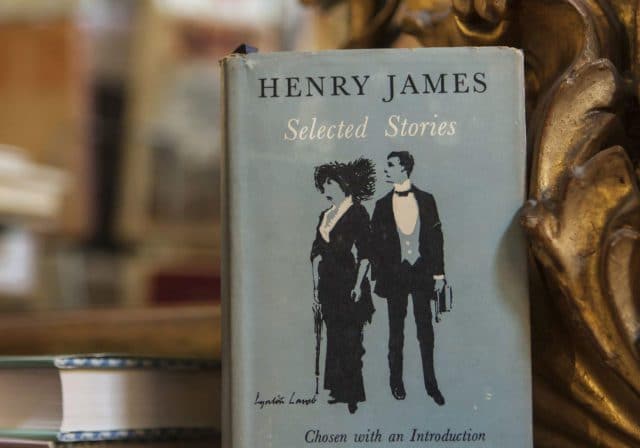 HENRY JAMES
Selected Stories
Lynton Lamb
Chosen with an Introduction